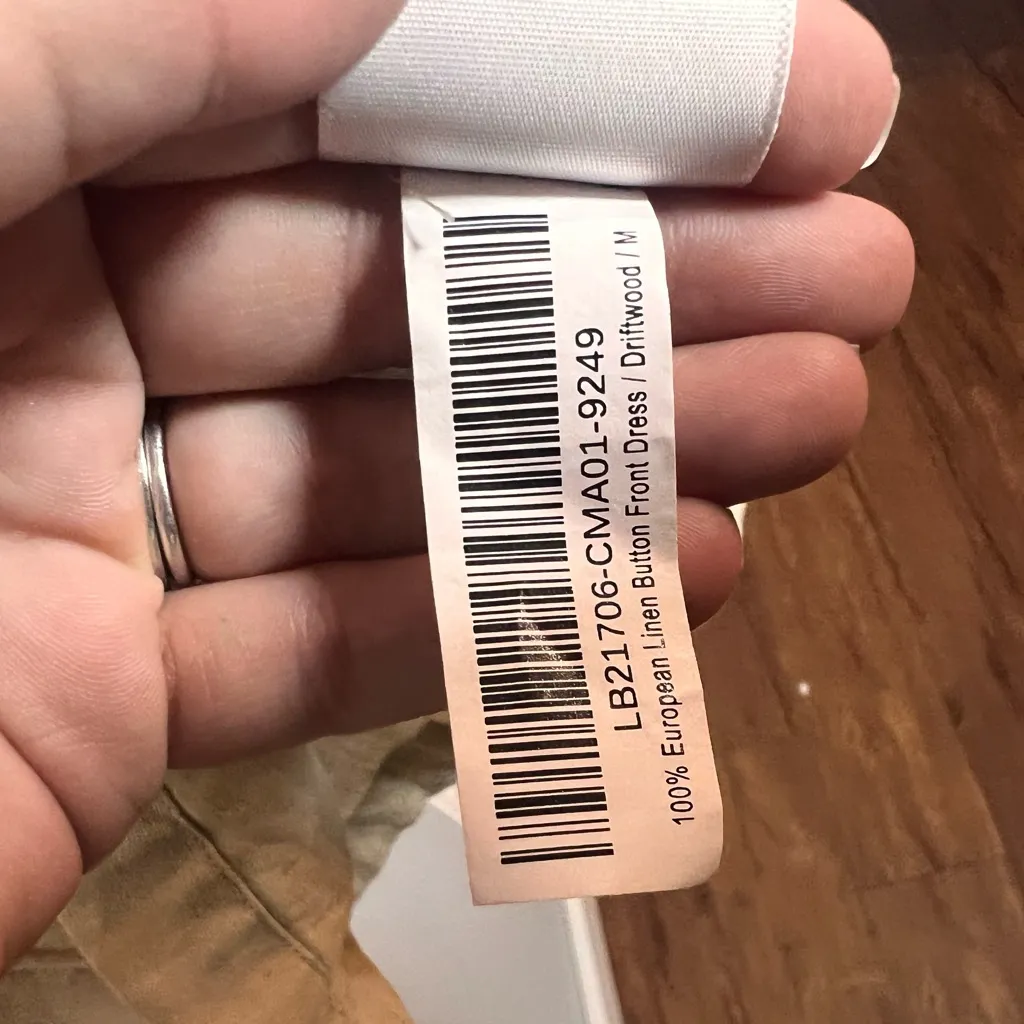 LB21706-CMA01-9249
100% European Linen Button Front Dress / Driftwood / M